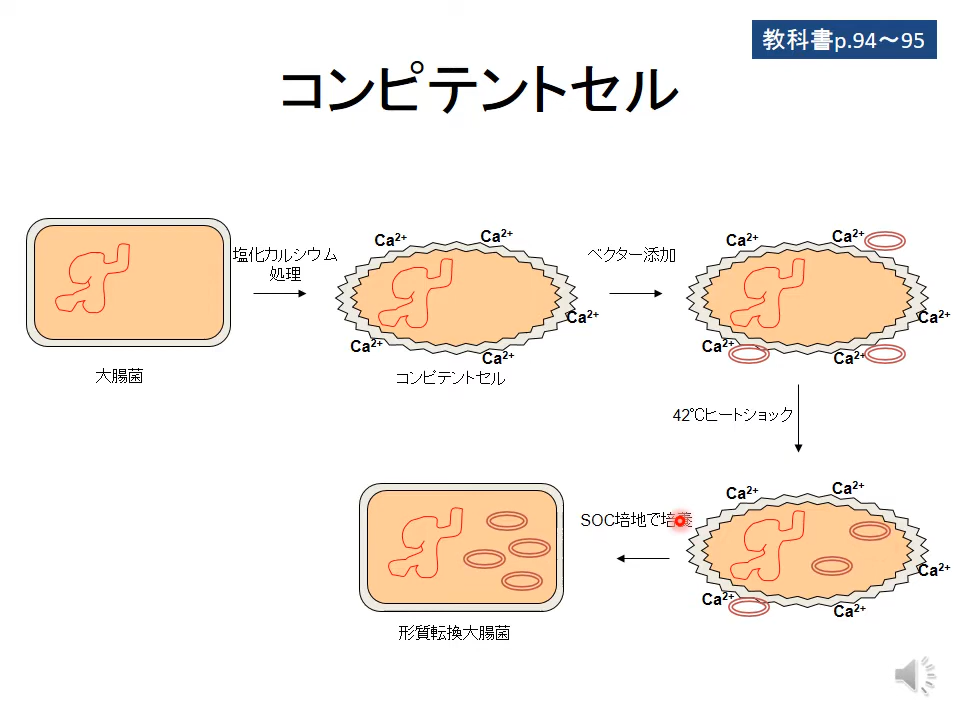 教科書p.94～95
コンピテントセル
塩化カルシウム
処理
大腸菌
Ca2+
Ca2+
Ca2+
Ca2+
Ca2+
コンピテントセル
ベクター添加
Ca2+
Ca2+
Ca2+
Ca2+
Ca2+
42℃ヒートショック
Ca2+
Ca2+
Ca2+
Ca2+
Ca2+
SOC培地で培養
形質転換大腸菌